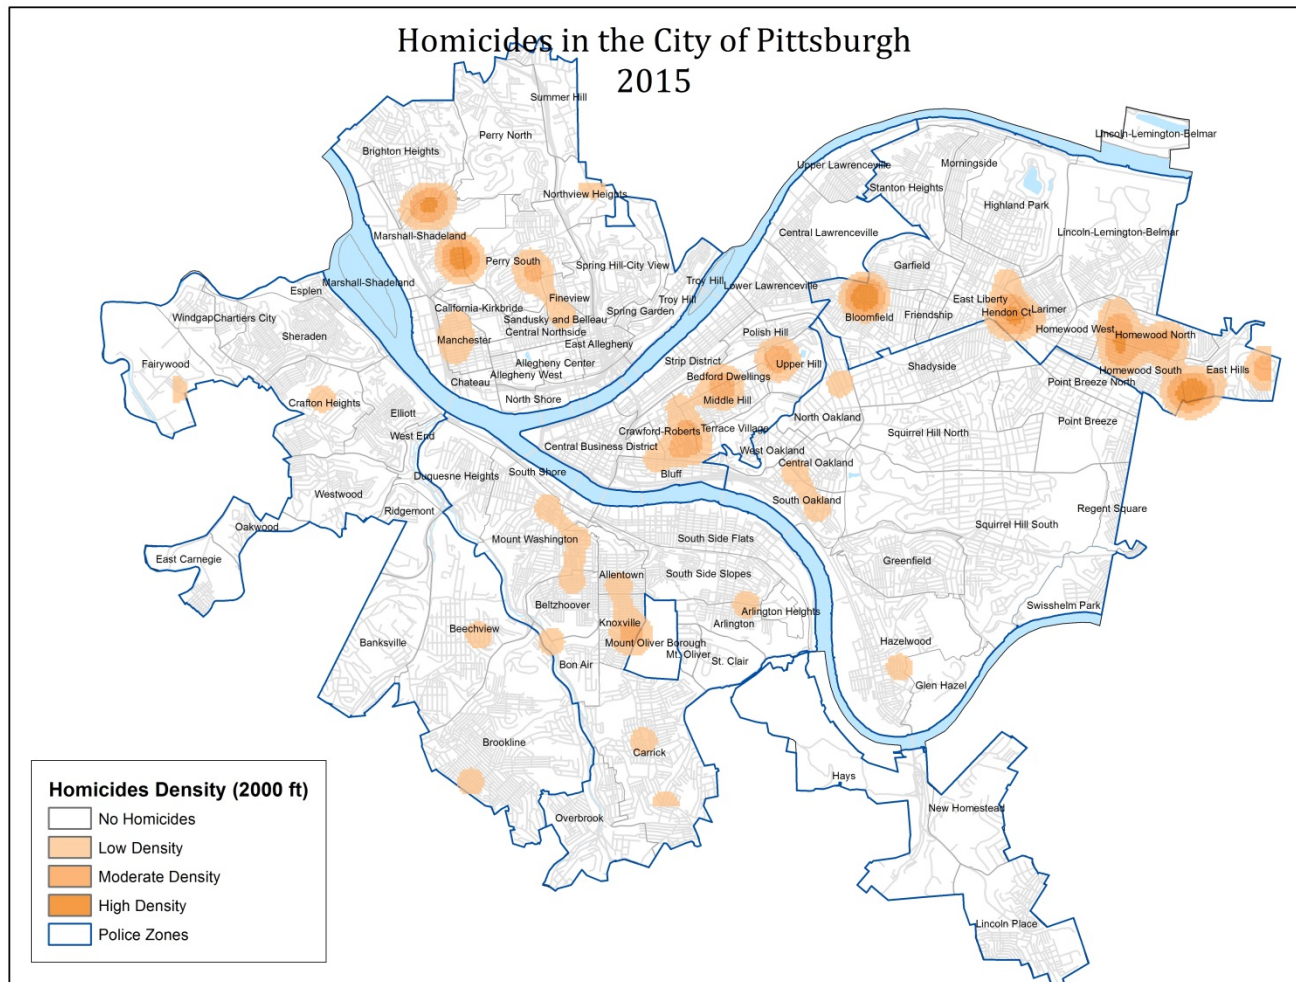 Homicides in the City of Pittsburgh
2015
Summer Hill
Perry North
Brighton Heights
Northview Heights
Marshall-Shadeland
Perry South
Spring Hill-City View
Marshall-Shadeland
Troy Hill
Troy Hill
Fineview
Spring Garden
California-Kirkbride
Sandusky and Belleau
Central Northside
East Allegheny
Manchester
Allegheny Center
Allegheny West
Chateau
North Shore
Lincoln-Lemington-Belmar
Upper Lawrenceville
Morningside
Stanton Heights
Highland Park
Central Lawrenceville
Lincoln-Lemington-Belmar
Garfield
Lower Lawrenceville
East Liberty
Larimer
Hendon Ct
Bloomfield
Friendship
Homewood West
Homewood North
Polish Hill
Strip District
Upper Hill
Shadyside
Homewood South
East Hills
Bedford Dwellings
Point Breeze North
Middle Hill
North Oakland
Point Breeze
Crawford-Roberts
Terrace Village
Squirrel Hill North
Central Business District
West Oakland
Central Oakland
Bluff
South Oakland
Regent Square
Squirrel Hill South
Greenfield
Swisshelm Park
Hazelwood
Glen Hazel
Esplen
Windgap
Chartiers City
Sheraden
Fairywood
Crafton Heights
Elliott
West End
Duquesne Heights
South Shore
Westwood
Ridgemont
Oakwood
East Carnegie
Mount Washington
South Side Flats
Allentown
South Side Slopes
Beltzhoover
Arlington Heights
Arlington
Knoxville
Beechview
Banksville
Mount Oliver Borough
Mt. Oliver
St. Clair
Bon Air
Brookline
Carrick
Overbrook
Hays
New Homestead
Lincoln Place
Homicides Density (2000 ft)
No Homicides
Low Density
Moderate Density
High Density
Police Zones